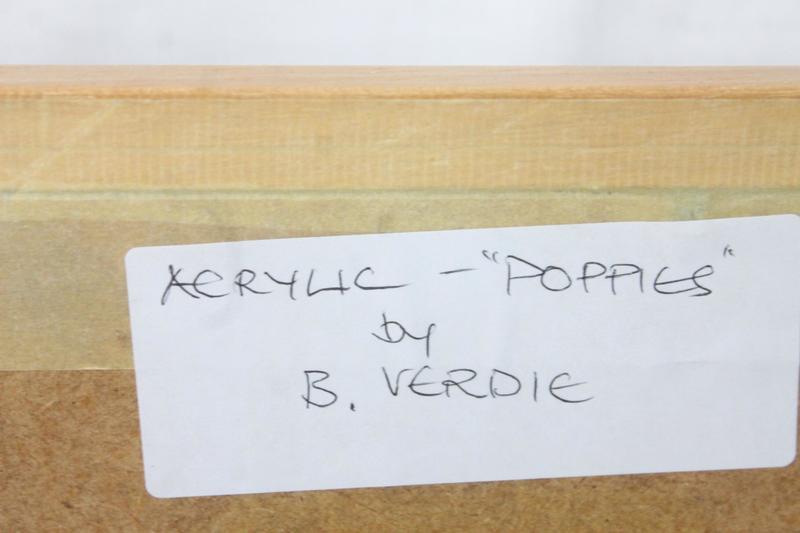 ACRYLIC - "POPPIES"
by
B. VERDIE